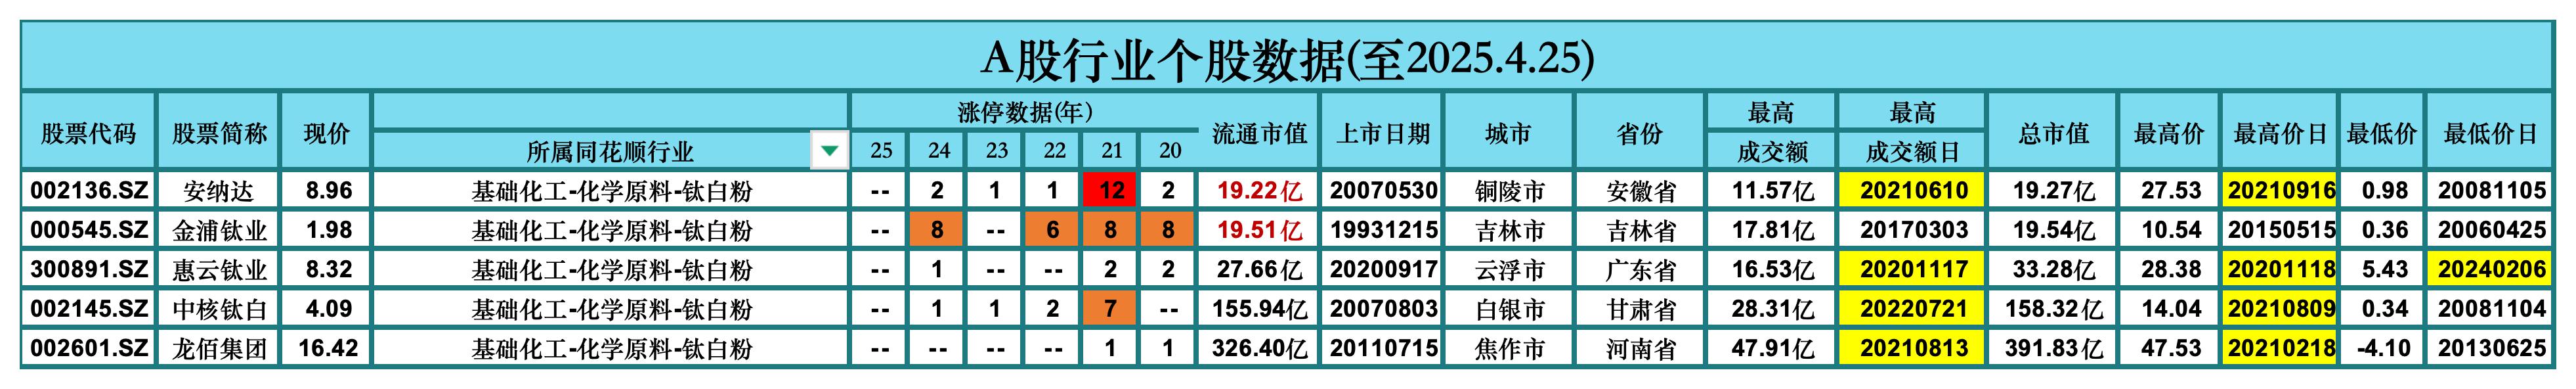 A股行业个股数据(至2025.4.25)
股票代码 股票简称 现价 所属同花顺行业 涨停数据(年) 25 24 23 22 21 20 流通市值 上市日期 城市 省份 最高成交额 最高成交额日 总市值 最高价 最高价日 最低价 最低价日
002136.SZ 安纳达 8.96 基础化工-化学原料-钛白粉 -- 2 1 1 12 2 19.22亿 20070530 铜陵市 安徽省 11.57亿 20210610 19.27亿 27.53 20210916 0.98 20081105
000545.SZ 金浦钛业 1.98 基础化工-化学原料-钛白粉 -- 8 -- 6 8 8 19.51亿 19931215 吉林市 吉林省 17.81亿 20170303 19.54亿 10.54 20150515 0.36 20060425
300891.SZ 惠云钛业 8.32 基础化工-化学原料-钛白粉 -- 1 -- -- 2 2 27.66亿 20200917 云浮市 广东省 16.53亿 20201117 33.28亿 28.38 20201118 5.43 20240206
002145.SZ 中核钛白 4.09 基础化工-化学原料-钛白粉 -- 1 1 2 7 -- 155.94亿 20070803 白银市 甘肃省 28.31亿 20220721 158.32亿 14.04 20210809 0.34 20081104
002601.SZ 龙佰集团 16.42 基础化工-化学原料-钛白粉 -- -- -- -- 1 1 326.40亿 20110715 焦作市 河南省 47.91亿 20210813 391.83亿 47.53 20210218 -4.10 20130625